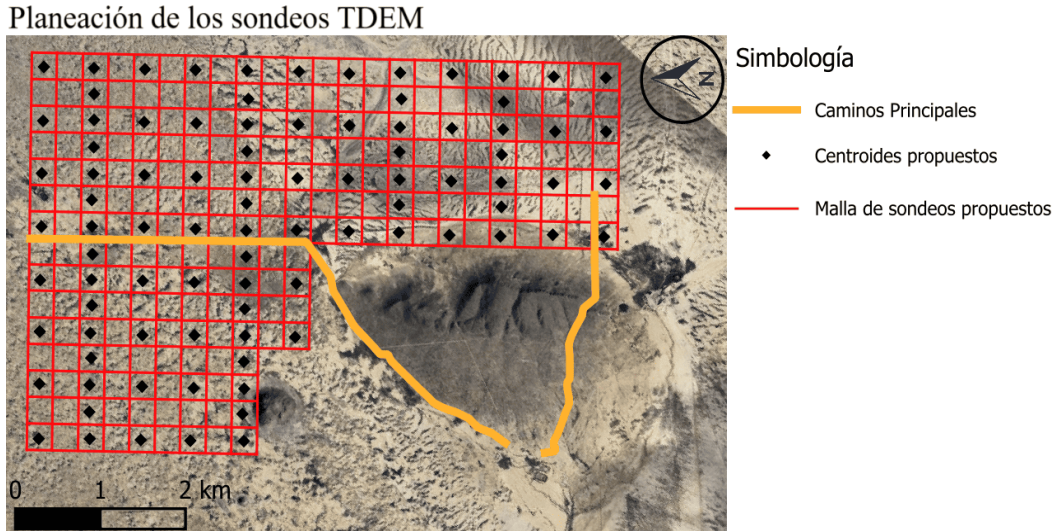 Planeación de los sondeos TDEM
N
Simbología
Caminos Principales
Centroides propuestos
Malla de sondeos propuestos
0 1 2 km